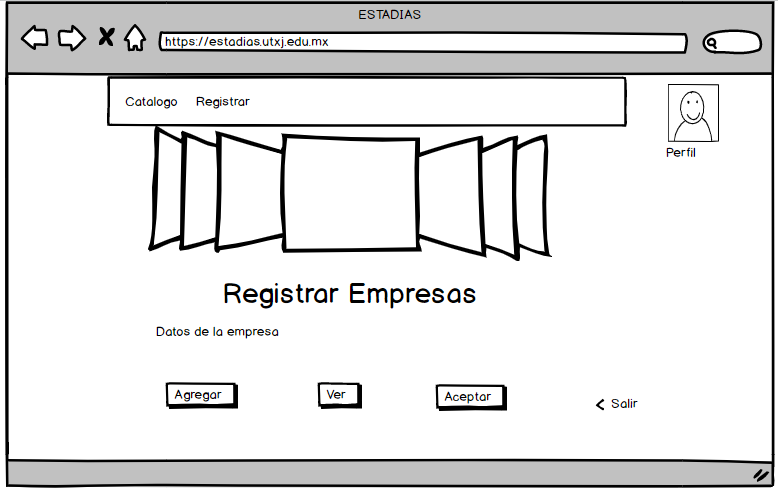 ESTADIAS
https://estadias.utxj.edu.mx
Catalogo Registrar
Perfil
Registrar Empresas
Datos de la empresa
Agregar Ver Aceptar < Salir